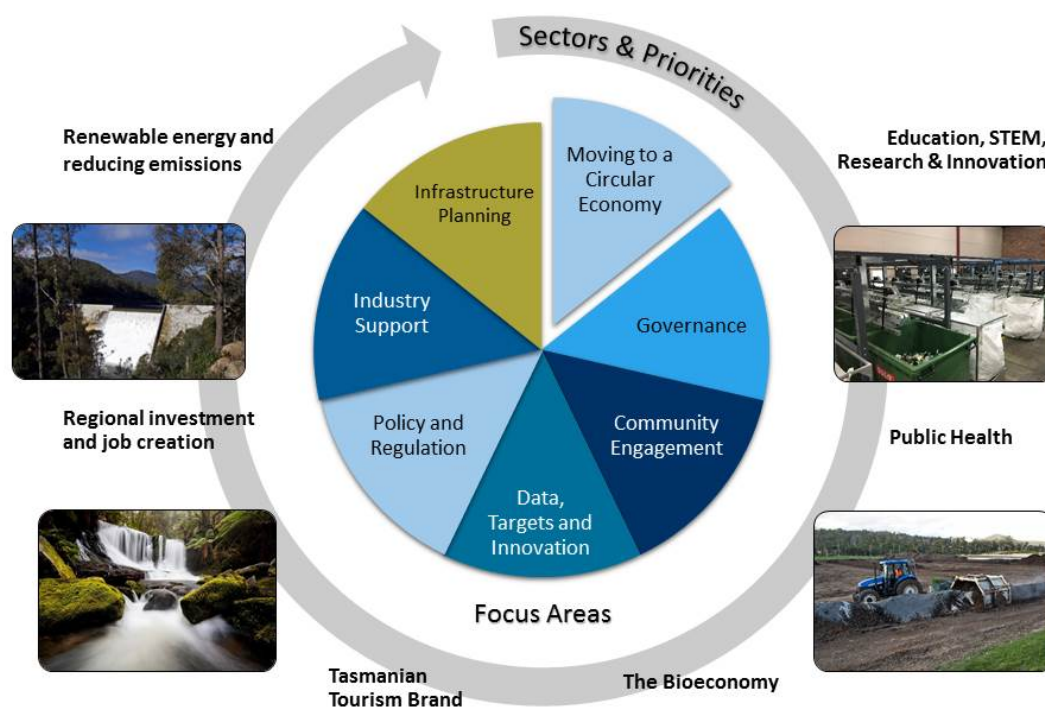 Sectors & Priorities
Renewable energy and
reducing emissions
Education, STEM,
Research & Innovation
Moving to a
Circular
Economy
Infrastructure
Planning
Industry
Support
Governance
Policy and
Regulation
Community
Engagement
Data,
Targets and
Innovation
Regional investment
and job creation
Public Health
Focus Areas
Tasmanian
Tourism Brand
The Bioeconomy